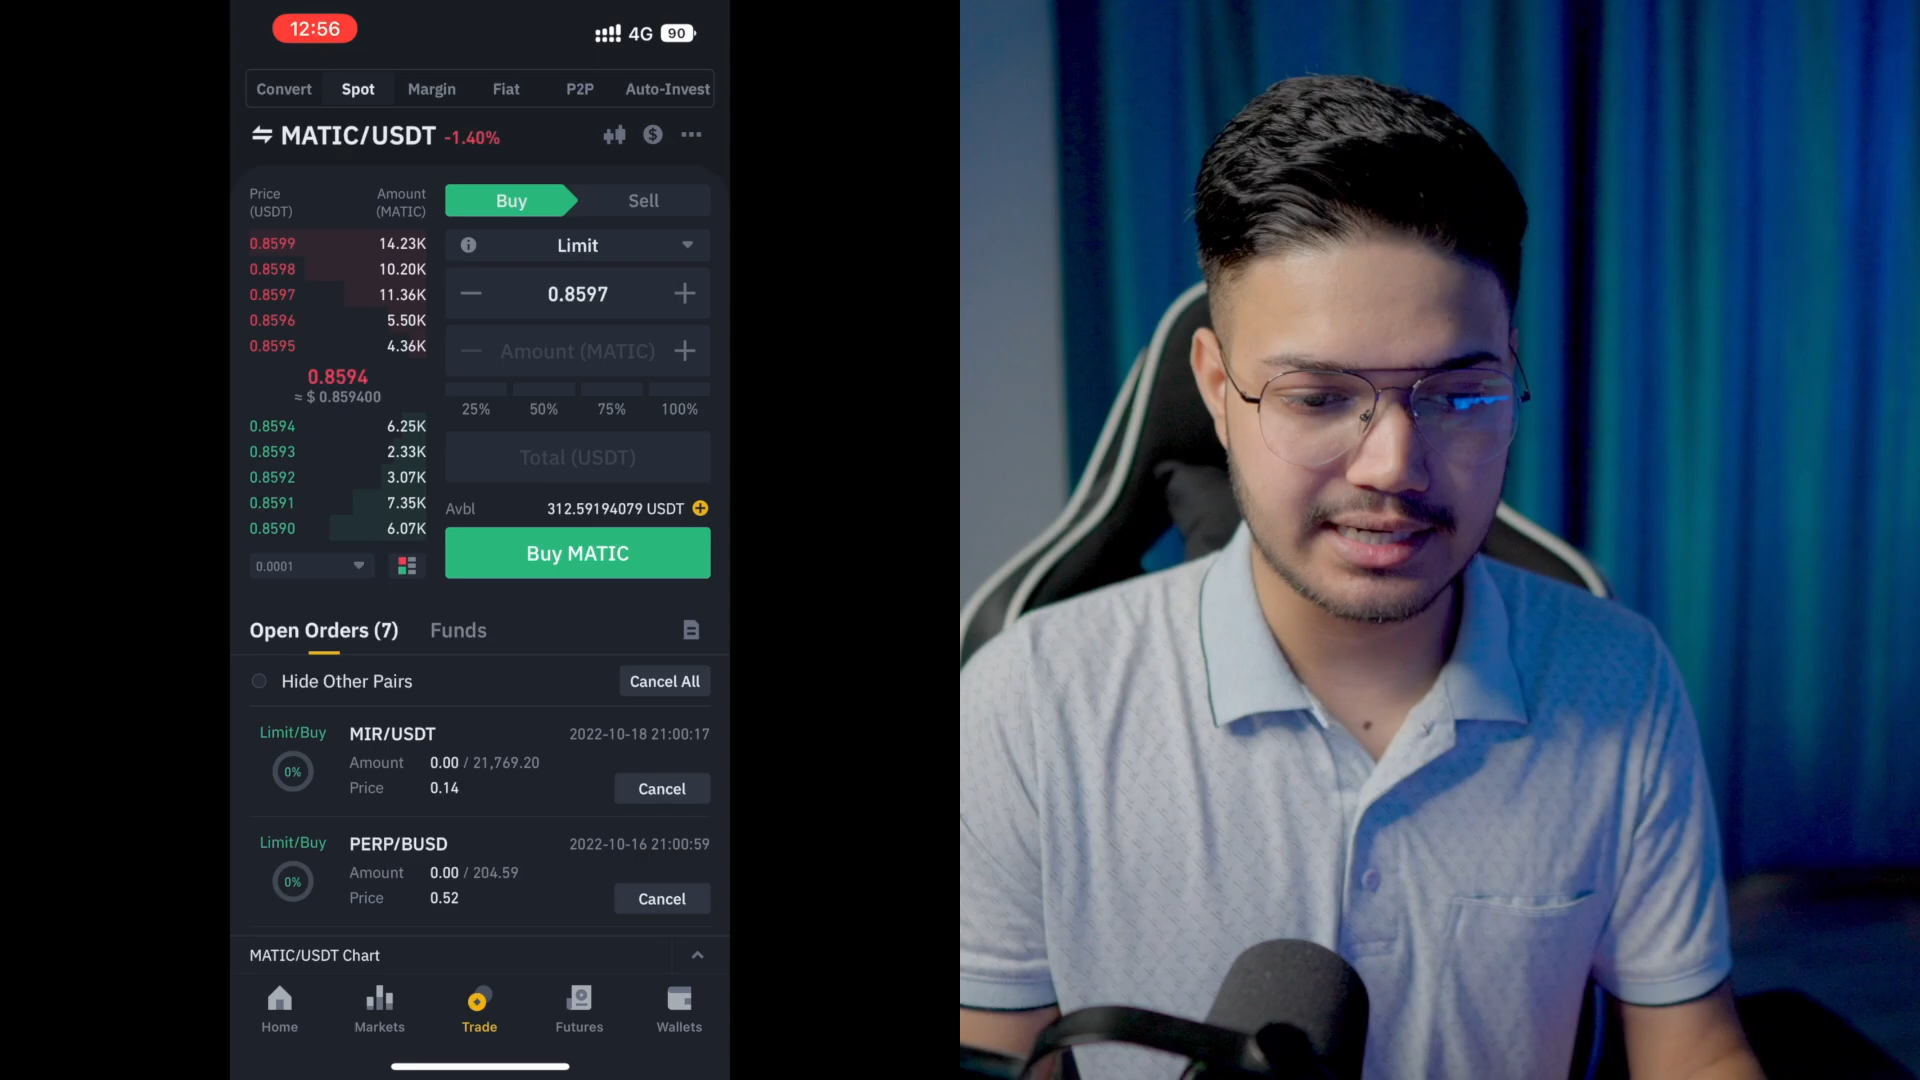 12:56
4G 90
Convert Spot Margin Fiat P2P Auto-Invest
MATIC/USDT -1.40%
Price Amount
(USDT) (MATIC)
0.8599 14.23K
0.8598 10.20K
0.8597 11.36K
0.8596 5.50K
0.8595 4.36K
0.8594
≈ $ 0.859400
0.8594 6.25K
0.8593 2.33K
0.8592 3.07K
0.8591 7.35K
0.8590 6.07K
0.0001
Buy Sell
Limit
0.8597
Amount (MATIC)
25% 50% 75% 100%
Total (USDT)
Avbl 312.59194079 USDT
Buy MATIC
Open Orders (7) Funds
Hide Other Pairs Cancel All
Limit/Buy MIR/USDT 2022-10-18 21:00:17
0% Amount 0.00 / 21,769.20
Price 0.14 Cancel
Limit/Buy PERP/BUSD 2022-10-16 21:00:59
0% Amount 0.00 / 204.59
Price 0.52 Cancel
MATIC/USDT Chart
Home Markets Trade Futures Wallets